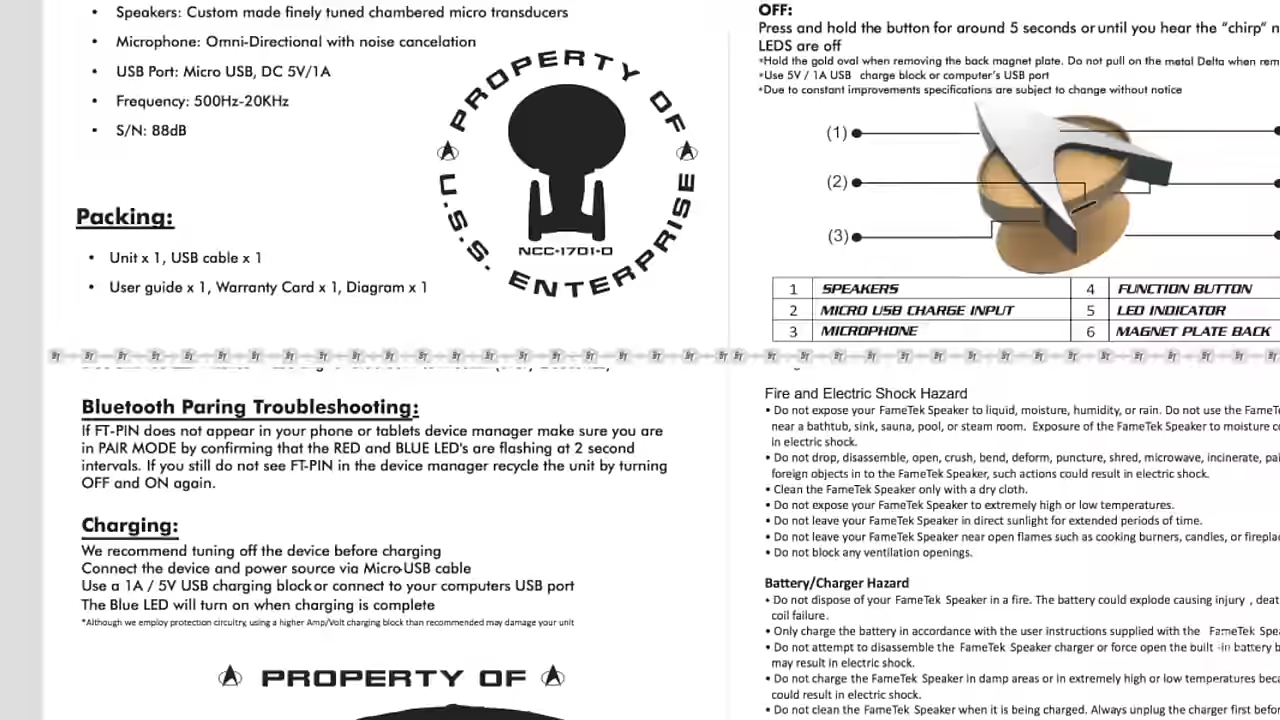 • Speakers: Custom made finely tuned chambered micro transducers
• Microphone: Omni-Directional with noise cancelation
• USB Port: Micro USB, DC 5V/1A
• Frequency: 500Hz-20KHz
• S/N: 88dB
PROPERTY OF
U.S.S. ENTERPRISE
NCC-1701-D
Packing:
• Unit x 1, USB cable x 1
• User guide x 1, Warranty Card x 1, Diagram x 1
OFF:
Press and hold the button for around 5 seconds or until you hear the "chirp"
LEDS are off
*Hold the gold oval when removing the back magnet plate. Do not pull on the metal Delta when
*Use 5V / 1A USB charge block or computer's USB port
*Due to constant improvements specifications are subject to change without notice
(1)
(2)
(3)
1 SPEAKERS 4 FUNCTION BUTTON
2 MICRO USB CHARGE INPUT 5 LED INDICATOR
3 MICROPHONE 6 MAGNET PLATE BACK
Bluetooth Paring Troubleshooting:
If FT-PIN does not appear in your phone or tablets device manager make sure you are
in PAIR MODE by confirming that the RED and BLUE LED's are flashing at 2 second
intervals. If you still do not see FT-PIN in the device manager recycle the unit by turning
OFF and ON again.
Charging:
We recommend tuning off the device before charging
Connect the device and power source via Micro-USB cable
Use a 1A / 5V USB charging block or connect to your computers USB port
The Blue LED will turn on when charging is complete
*Although we employ protection circuitry, using a higher Amp/Volt charging block than recommended may damage your unit
PROPERTY OF
Fire and Electric Shock Hazard
• Do not expose your FameTek Speaker to liquid, moisture, humidity, or rain. Do not use the
near a bathtub, sink, sauna, pool, or steam room. Exposure of the FameTek Speaker to moisture
in electric shock.
• Do not drop, disassemble, open, crush, bend, deform, puncture, shred, microwave, incinerate,
foreign objects in to the FameTek Speaker, such actions could result in electric shock.
• Clean the FameTek Speaker only with a dry cloth.
• Do not expose your FameTek Speaker to extremely high or low temperatures.
• Do not leave your FameTek Speaker in direct sunlight for extended periods of time.
• Do not leave your FameTek Speaker near open flames such as cooking burners, candles, or
• Do not block any ventilation openings.
Battery/Charger Hazard
• Do not dispose of your FameTek Speaker in a fire. The battery could explode causing injury ,
coil failure.
• Only charge the battery in accordance with the user instructions supplied with the FameTek
• Do not attempt to disassemble the FameTek Speaker charger or force open the built -in battery
may result in electric shock.
• Do not charge the FameTek Speaker in damp areas or in extremely high or low temperatures
could result in electric shock.
• Do not clean the FameTek Speaker when it is being charged. Always unplug the charger first